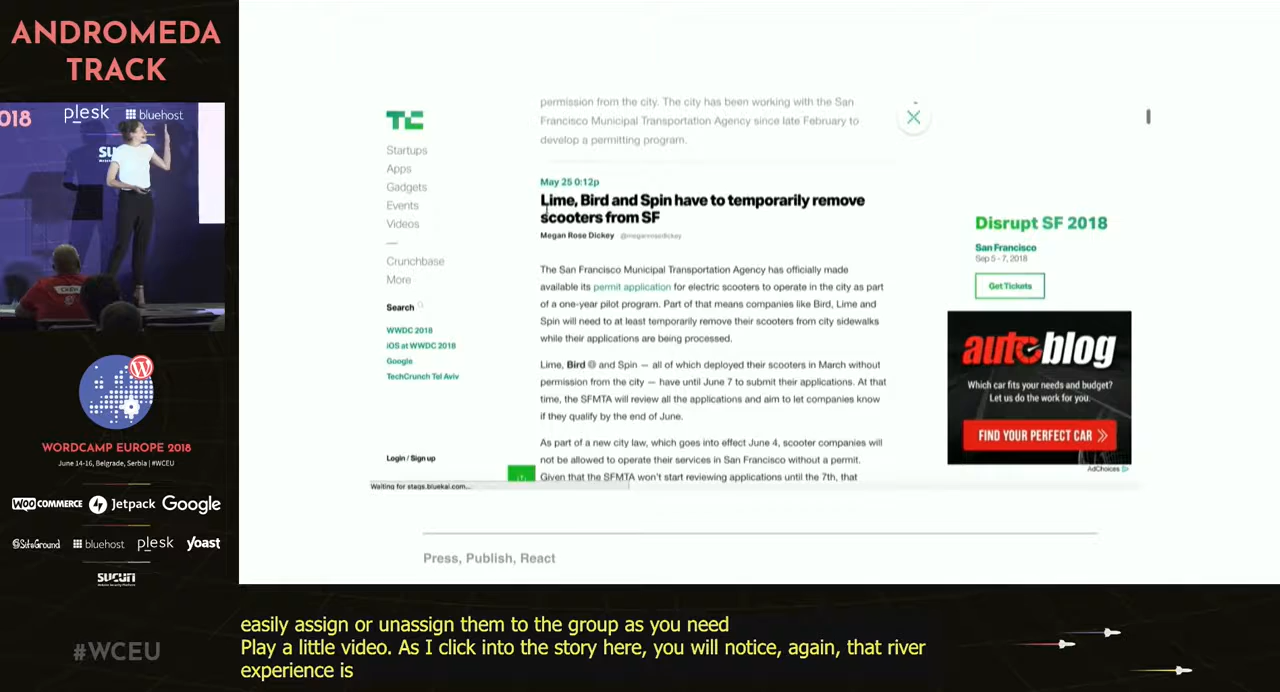 ANDROMEDA
TRACK
018
plesk
bluehost
SU
WORDCAMP EUROPE 2018
June 14-16, Belgrade, Serbia | #WCEU
WOO COMMERCE
Jetpack
Google
SiteGround
bluehost
plesk
yoast
SUCURI
#WCEU
TC
Startups
Apps
Gadgets
Events
Videos
—
Crunchbase
More
Search
WWDC 2018
iOS at WWDC 2018
Google
TechCrunch Tel Aviv
Login / Sign up
Waiting for stags.bluekai.com...
permission from the city. The city has been working with the San
Francisco Municipal Transportation Agency since late February to
develop a permitting program.
May 25 0:12p
Lime, Bird and Spin have to temporarily remove
scooters from SF
Megan Rose Dickey @meganrosedickey
The San Francisco Municipal Transportation Agency has officially made
available its permit application for electric scooters to operate in the city as part
of a one-year pilot program. Part of that means companies like Bird, Lime and
Spin will need to at least temporarily remove their scooters from city sidewalks
while their applications are being processed.
Lime, Bird and Spin — all of which deployed their scooters in March without
permission from the city — have until June 7 to submit their applications. At that
time, the SFMTA will review all the applications and aim to let companies know
if they qualify by the end of June.
As part of a new city law, which goes into effect June 4, scooter companies will
not be allowed to operate their services in San Francisco without a permit.
Given that the SFMTA won't start reviewing applications until the 7th, that
Disrupt SF 2018
San Francisco
Sep 5 - 7, 2018
Get Tickets
autoblog
Which car fits your needs and budget?
Let us do the work for you.
FIND YOUR PERFECT CAR
AdChoices
Press, Publish, React
easily assign or unassign them to the group as you need
Play a little video. As I click into the story here, you will notice, again, that river
experience is